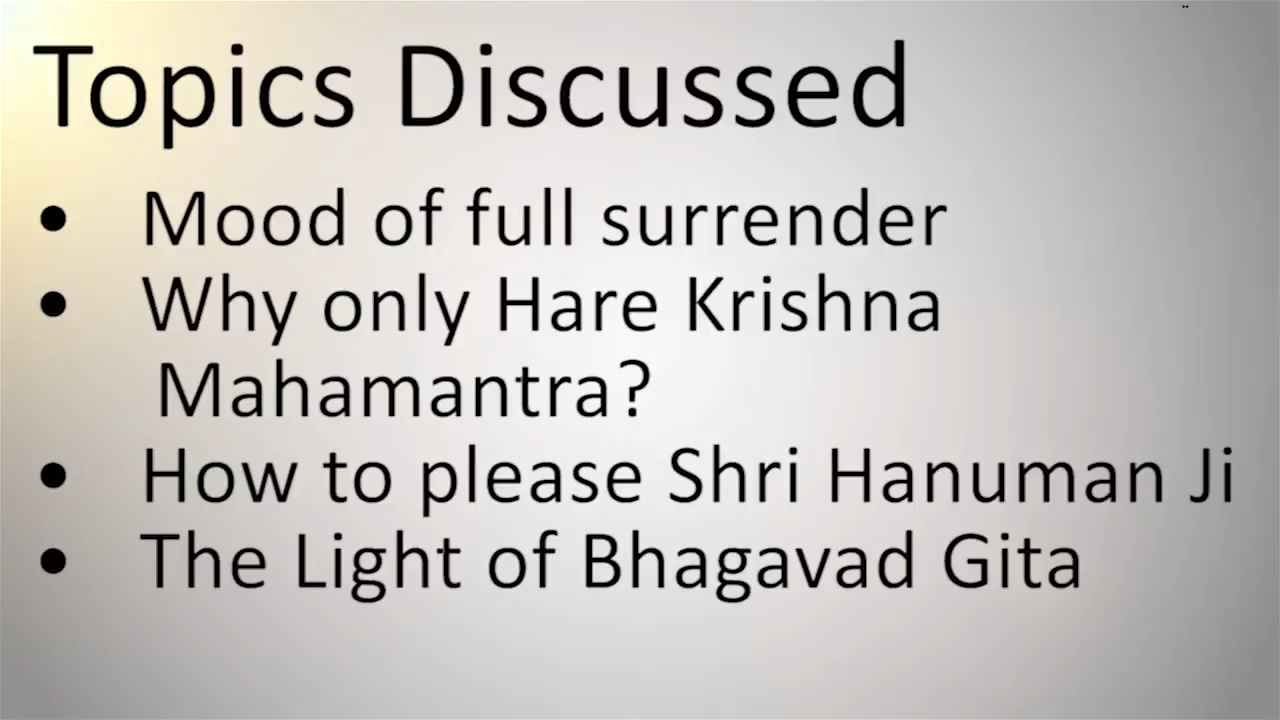 Topics Discussed
• Mood of full surrender
• Why only Hare Krishna
Mahamantra?
• How to please Shri Hanuman Ji
• The Light of Bhagavad Gita